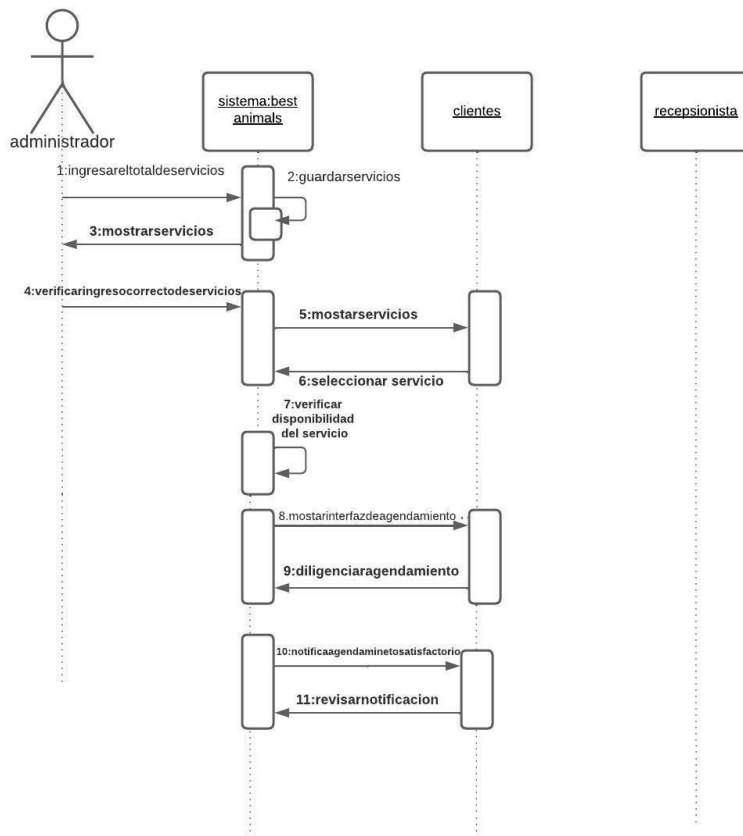 administrador
sistema:best
animals
clientes
recepsionista
1:ingresareltotaldeservicios
2:guardarservicios
3:mostrarservicios
4:verificaringresocorrectodeservicios
5:mostarservicios
6:seleccionar servicio
7:verificar
disponibilidad
del servicio
8.mostarinterfazdeagendamiento
9:diligenciaragendamiento
10:notificaagendaminetosatisfactorio
11:revisarnotificacion